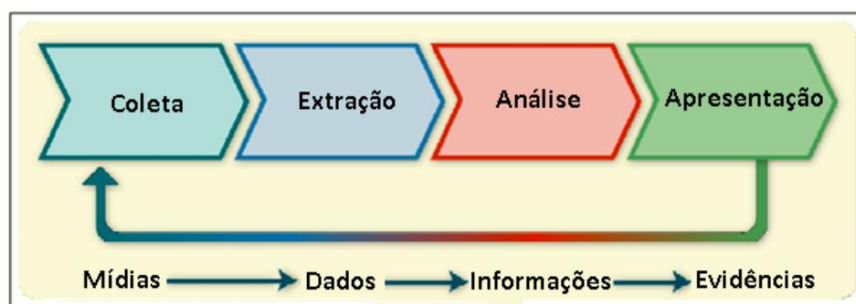 Coleta
Extração
Análise
Apresentação
Mídias
Dados
Informações
Evidências